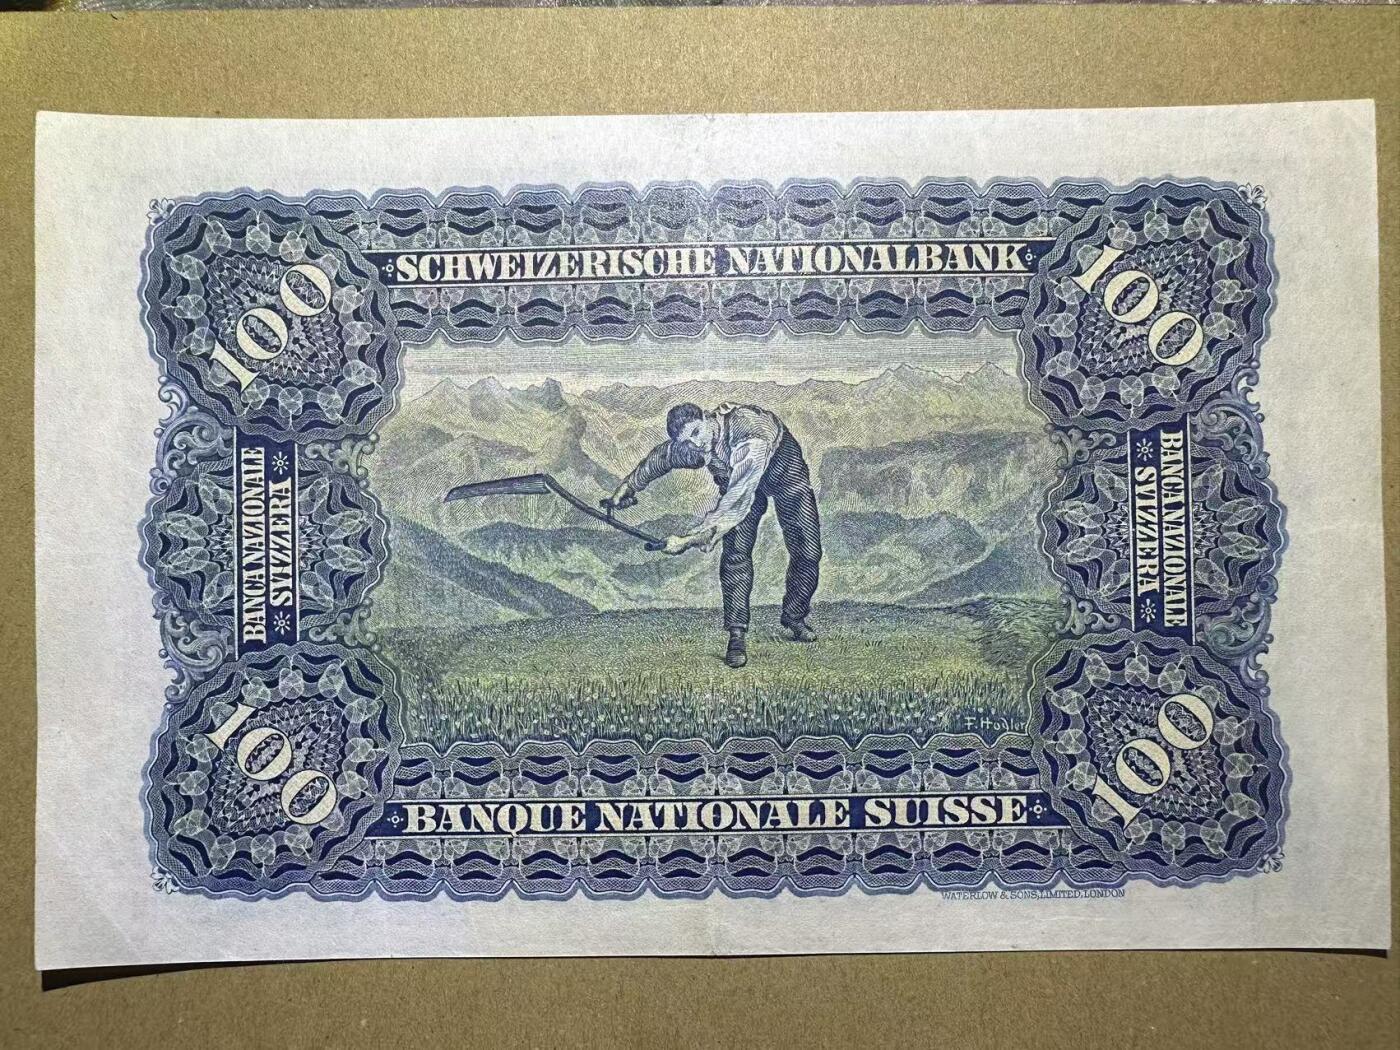 SCHWEIZERISCHE NATIONALBANK
100
100
BANCA NAZIONALE
SVIZZERA
BANCA NAZIONALE
SVIZZERA
F. Hodler
100
100
BANQUE NATIONALE SUISSE
WATERLOW & SONS, LIMITED, LONDON